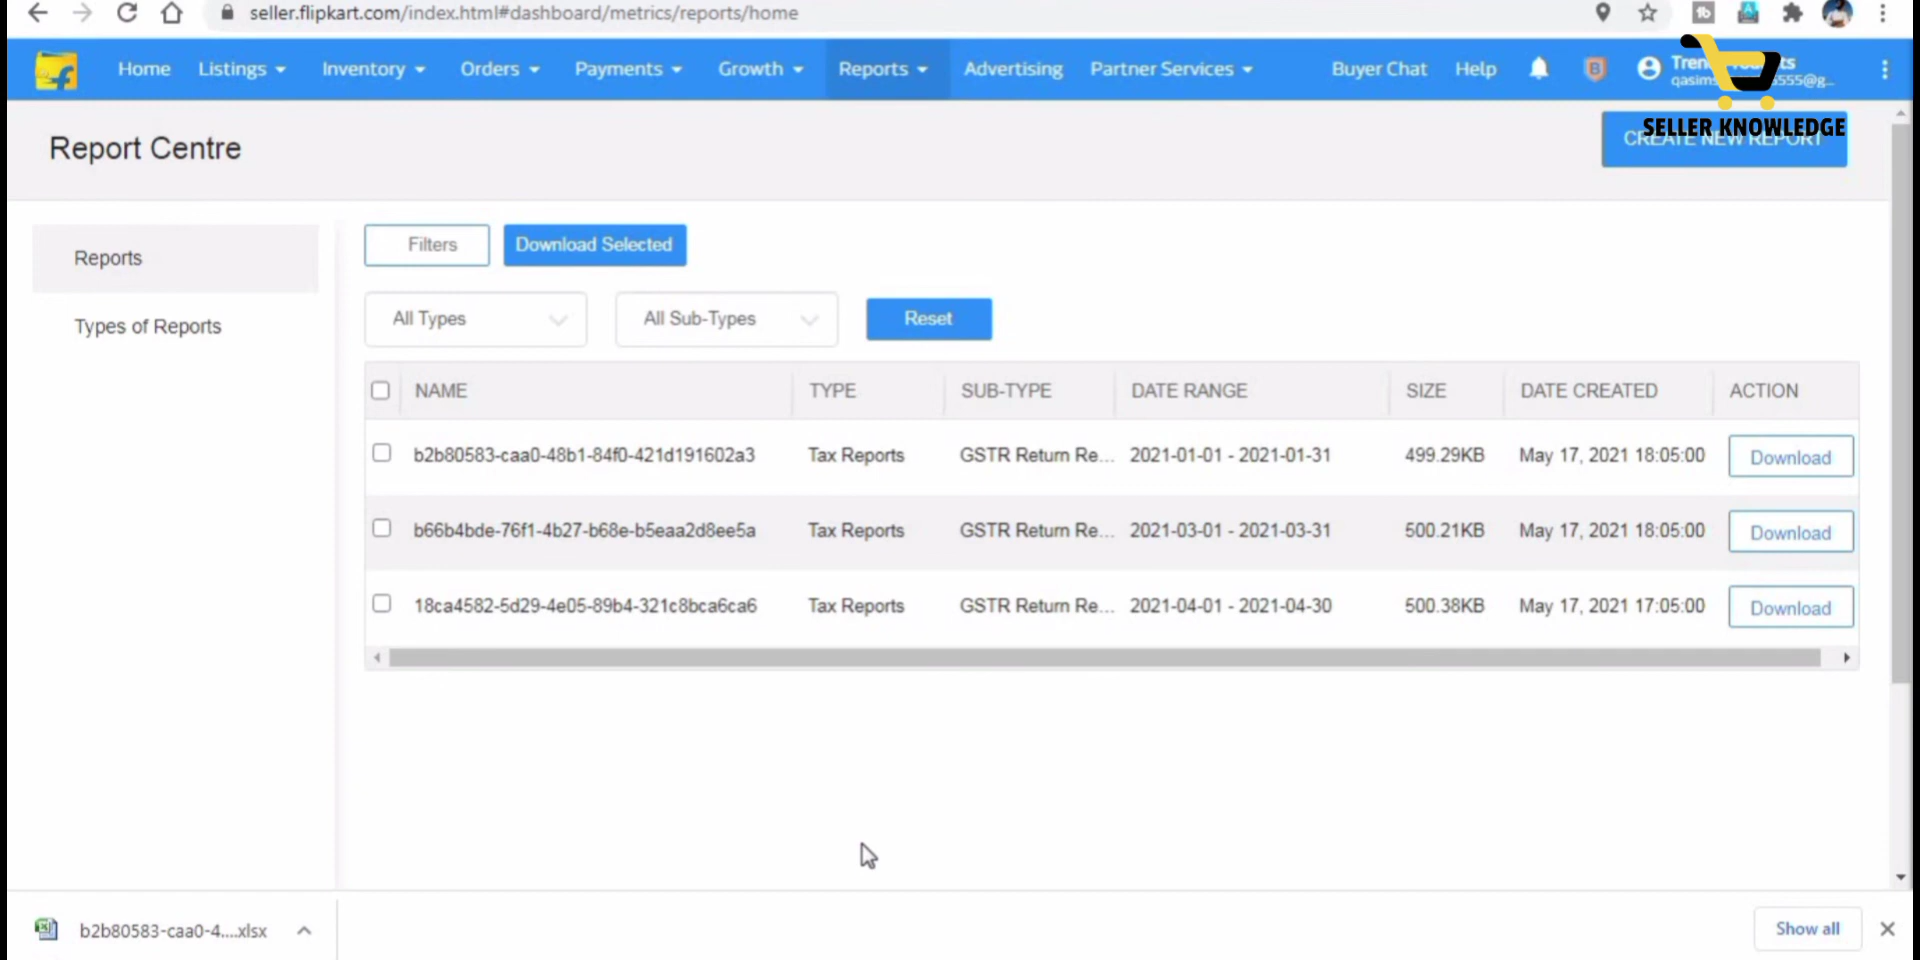 seller.flipkart.com/index.html#dashboard/metrics/reports/home
Home Listings Inventory Orders Payments Growth Reports Advertising Partner Services Buyer Chat Help
SELLER KNOWLEDGE
Report Centre
CREATE NEW REPORT
Reports
Types of Reports
Filters Download Selected
All Types All Sub-Types Reset
NAME TYPE SUB-TYPE DATE RANGE SIZE DATE CREATED ACTION
b2b80583-caa0-48b1-84f0-421d191602a3 Tax Reports GSTR Return Re... 2021-01-01 - 2021-01-31 499.29KB May 17, 2021 18:05:00 Download
b66b4bde-76f1-4b27-b68e-b5eaa2d8ee5a Tax Reports GSTR Return Re... 2021-03-01 - 2021-03-31 500.21KB May 17, 2021 18:05:00 Download
18ca4582-5d29-4e05-89b4-321c8bca6ca6 Tax Reports GSTR Return Re... 2021-04-01 - 2021-04-30 500.38KB May 17, 2021 17:05:00 Download
b2b80583-caa0-4....xlsx Show all